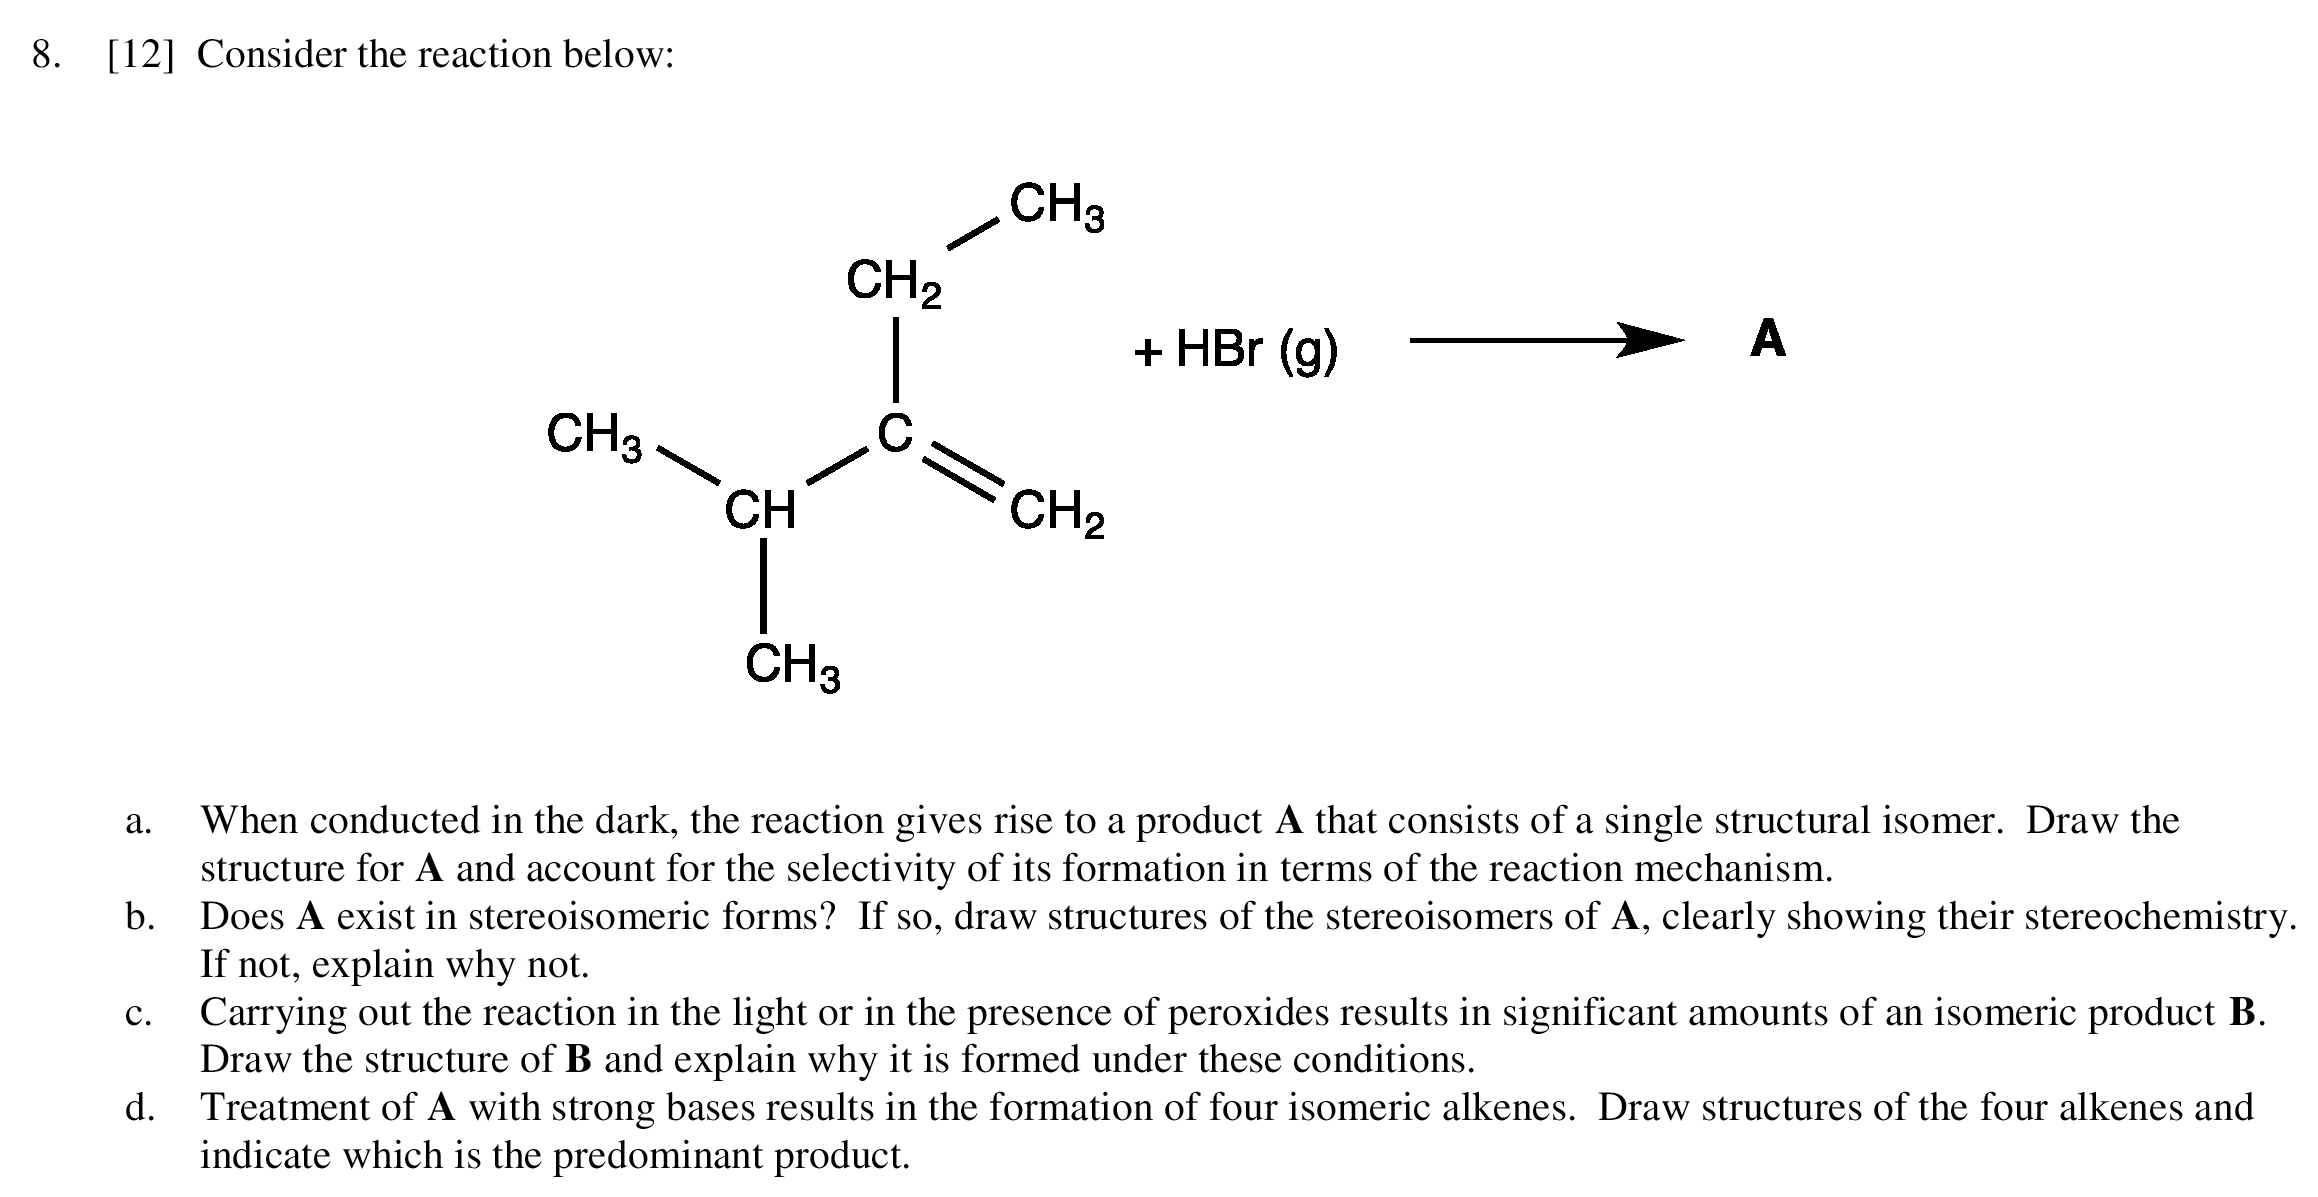 8. [12] Consider the reaction below:
CH3
CH2
+ HBr (g)
A
CH3
C
CH
CH2
CH3
a. When conducted in the dark, the reaction gives rise to a product A that consists of a single structural isomer. Draw the
structure for A and account for the selectivity of its formation in terms of the reaction mechanism.
b. Does A exist in stereoisomeric forms? If so, draw structures of the stereoisomers of A, clearly showing their stereochemistry.
If not, explain why not.
c. Carrying out the reaction in the light or in the presence of peroxides results in significant amounts of an isomeric product B.
Draw the structure of B and explain why it is formed under these conditions.
d. Treatment of A with strong bases results in the formation of four isomeric alkenes. Draw structures of the four alkenes and
indicate which is the predominant product.